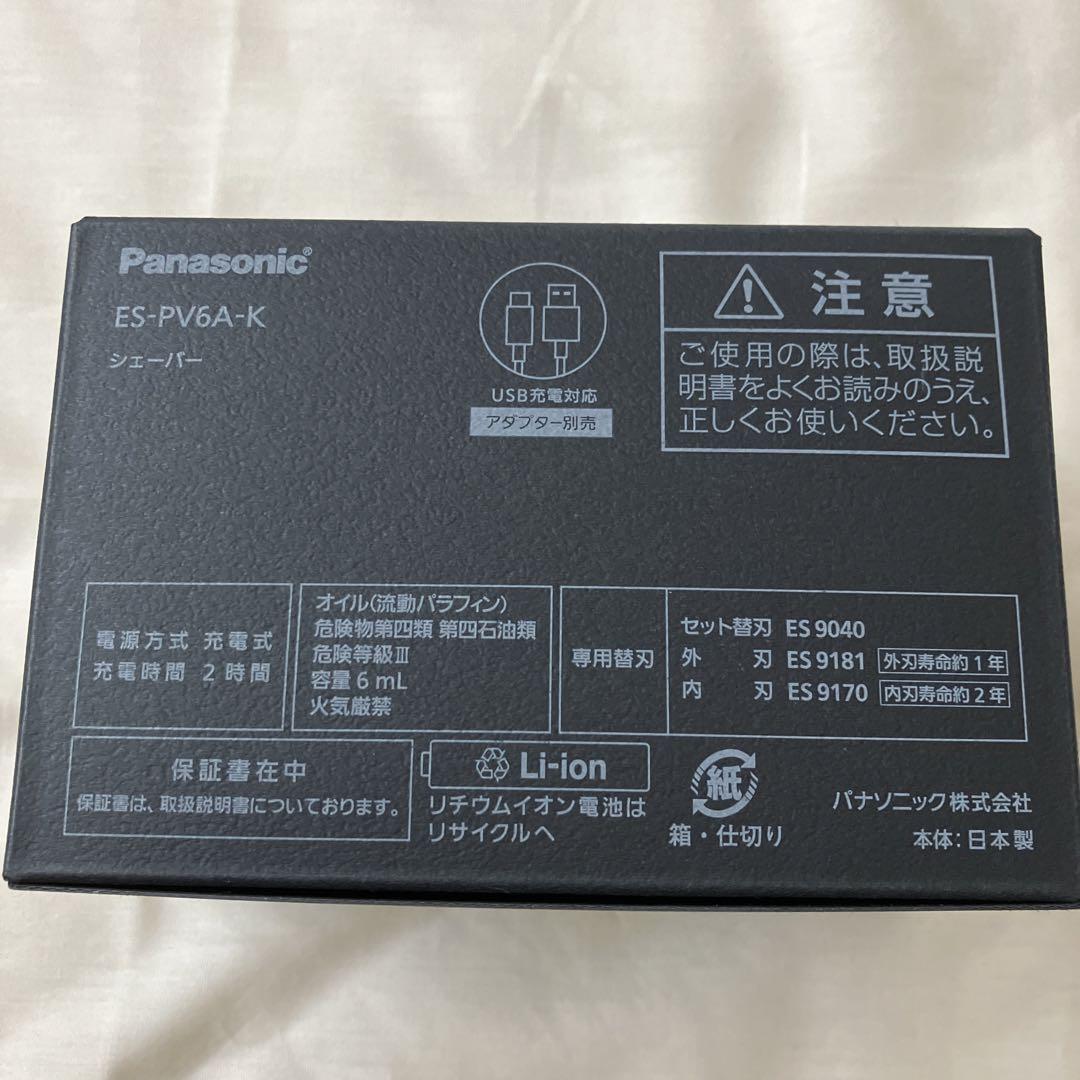 Panasonic®
ES-PV6A-K
シェーバー
USB充電対応
アダプター別売
注意
ご使用の際は、取扱説
明書をよくお読みのうえ、
正しくお使いください。
電源方式 充電式
充電時間 2時間
オイル(流動パラフィン)
危険物第四類 第四石油類
危険等級Ⅲ
容量6mL
火気厳禁
専用替刃
セット替刃 ES9040
外 刃 ES9181 外刃寿命約1年
内 刃 ES9170 内刃寿命約2年
保証書在中
保証書は、取扱説明書についております。
Li-ion
リチウムイオン電池は
リサイクルへ
紙
箱・仕切り
パナソニック株式会社
本体:日本製